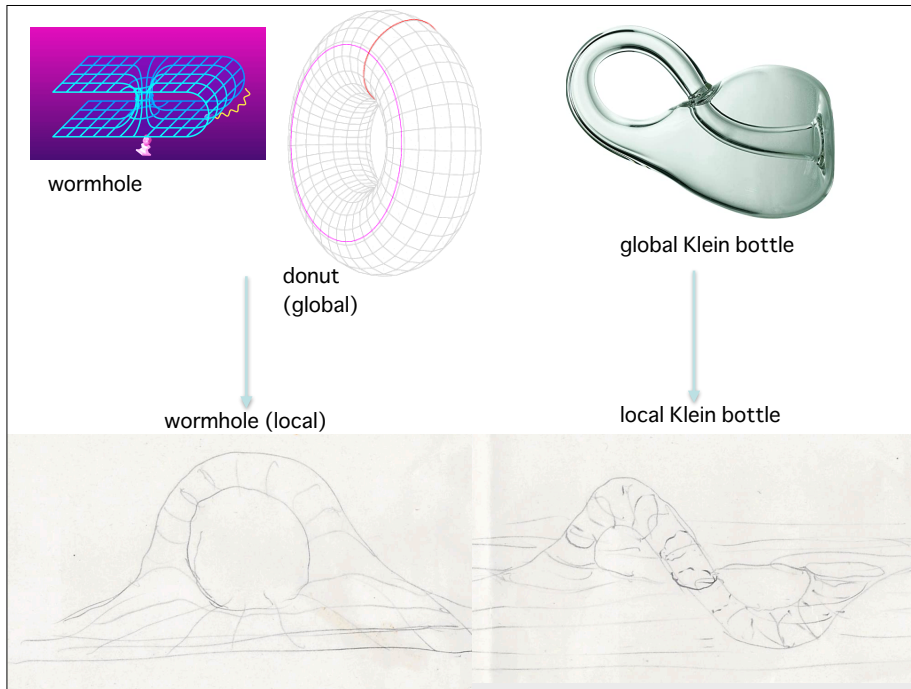 wormhole
donut
(global)
global Klein bottle
wormhole (local)
local Klein bottle